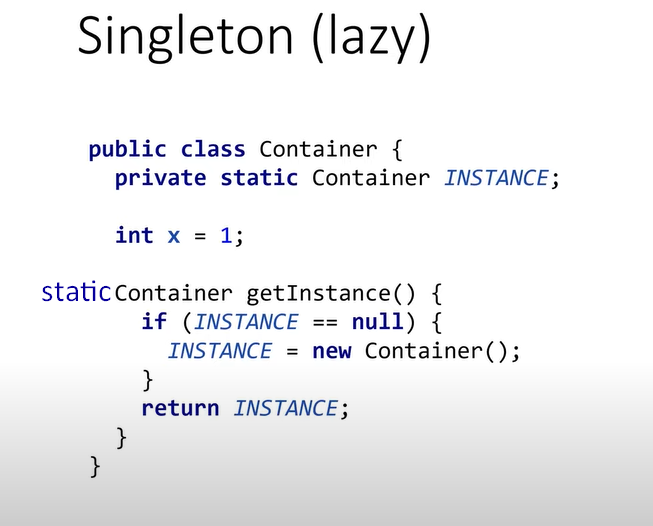 Singleton (lazy)
public class Container {
private static Container INSTANCE;
int x = 1;
static Container getInstance() {
if (INSTANCE == null) {
INSTANCE = new Container();
}
return INSTANCE;
}
}